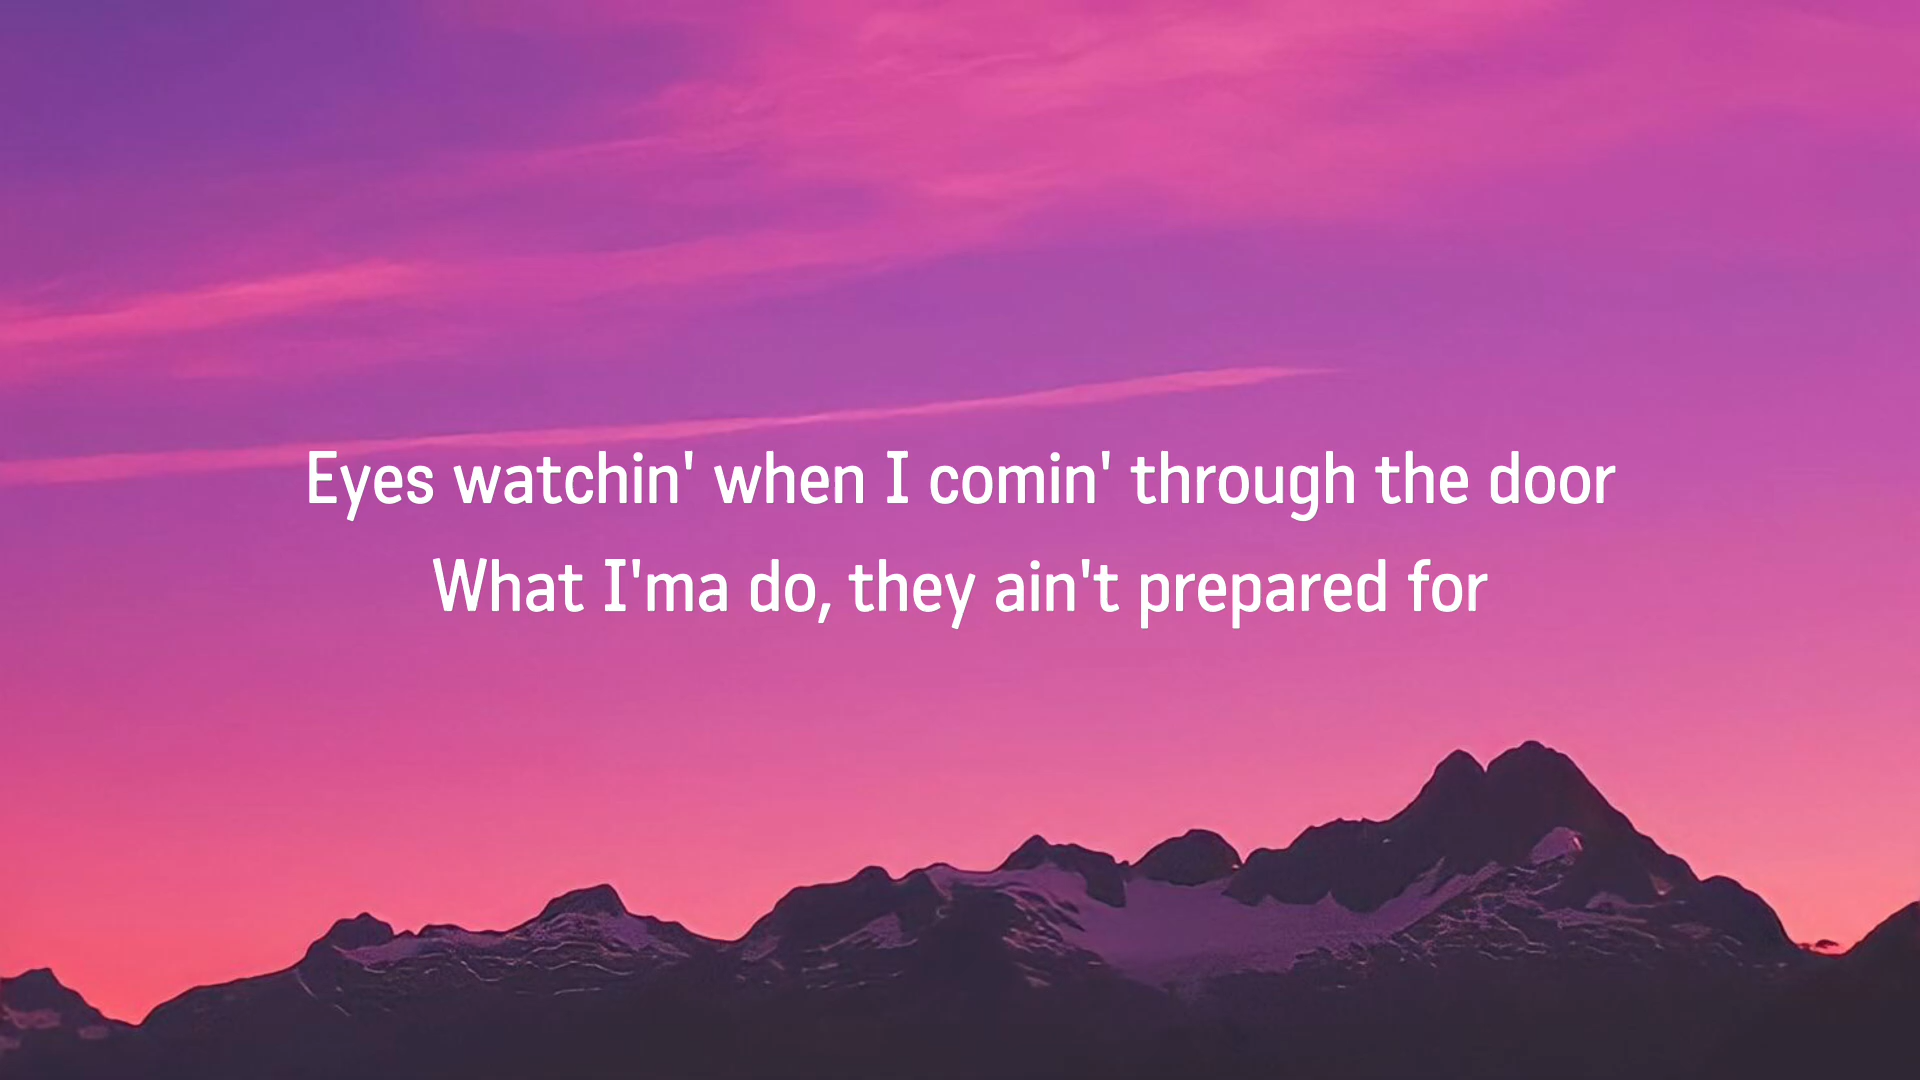 Eyes watchin' when I comin' through the door
What I'ma do, they ain't prepared for